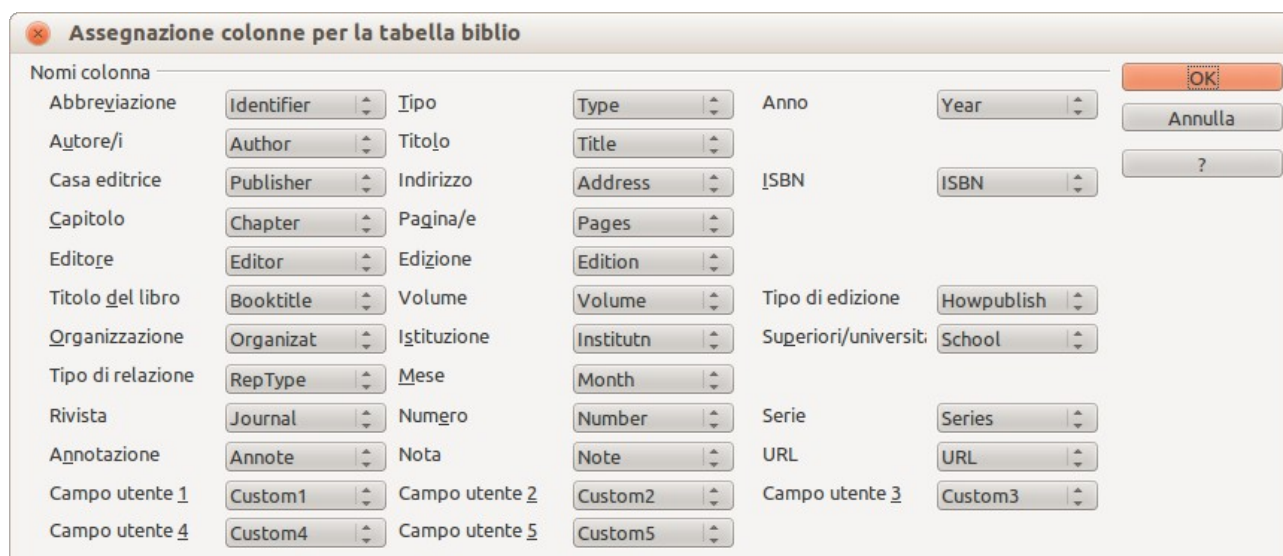 Assegnazione colonne per la tabella biblio
Nomi colonna
OK
Abbreviazione Identifier Tipo Type Anno Year
Annulla
Autore/i Author Titolo Title
?
Casa editrice Publisher Indirizzo Address ISBN ISBN
Capitolo Chapter Pagina/e Pages
Editore Editor Edizione Edition
Titolo del libro Booktitle Volume Volume Tipo di edizione Howpublish
Organizzazione Organizat Istituzione Institutn Superiori/universita School
Tipo di relazione RepType Mese Month
Rivista Journal Numero Number Serie Series
Annotazione Annote Nota Note URL URL
Campo utente 1 Custom1 Campo utente 2 Custom2 Campo utente 3 Custom3
Campo utente 4 Custom4 Campo utente 5 Custom5